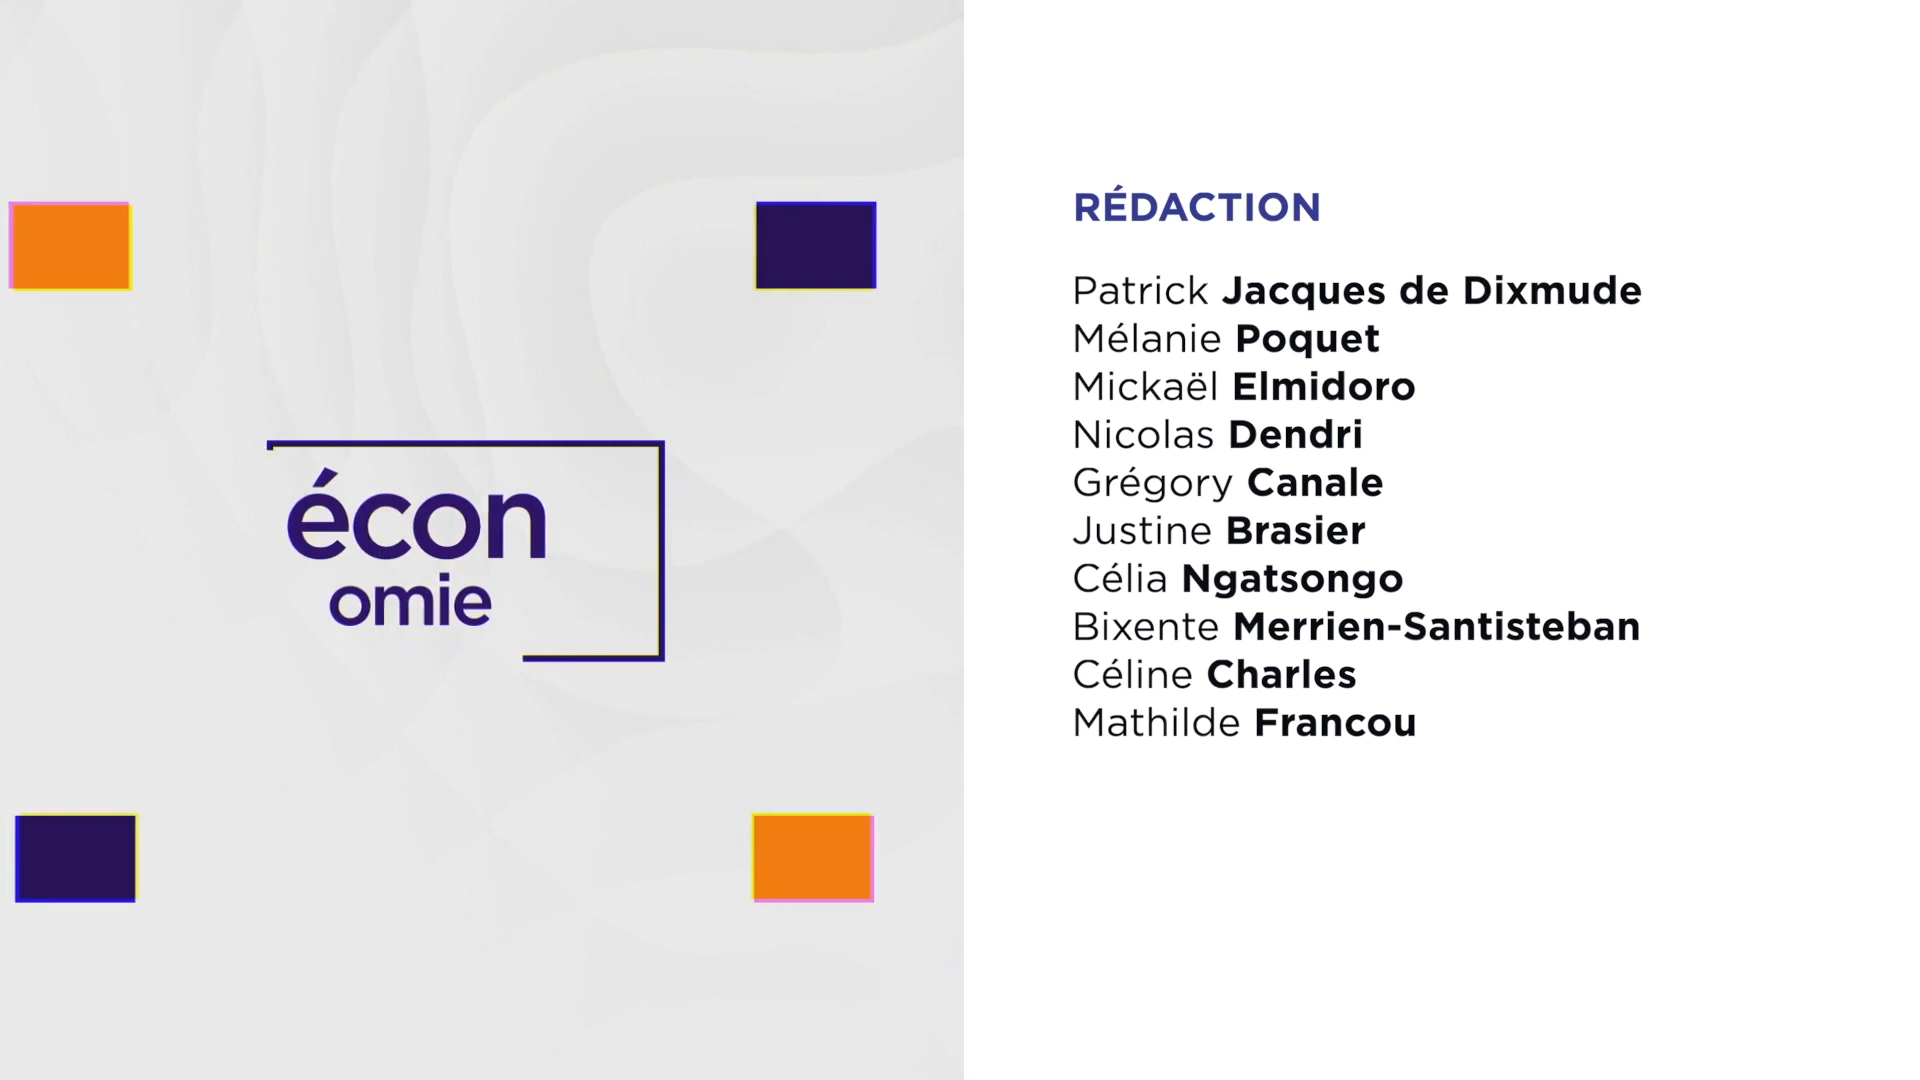 écon
omie
RÉDACTION
Patrick Jacques de Dixmude
Mélanie Poquet
Mickaël Elmidoro
Nicolas Dendri
Grégory Canale
Justine Brasier
Célia Ngatsongo
Bixente Merrien-Santisteban
Céline Charles
Mathilde Francou